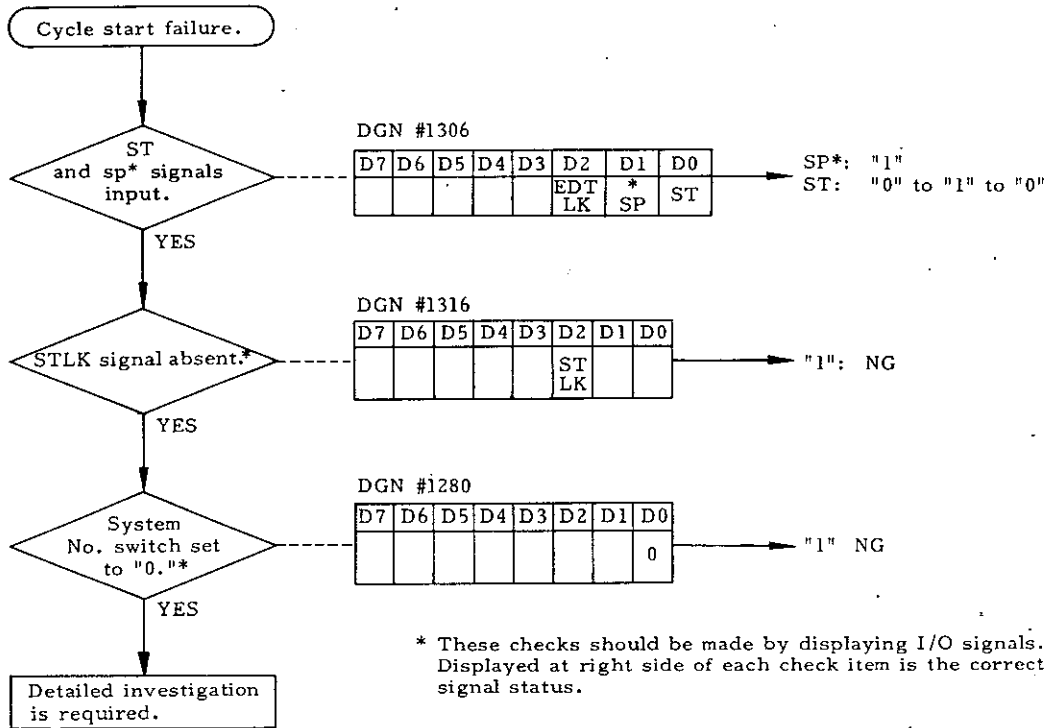 Cycle start failure.
ST
and sp* signals
input.
YES
DGN #1306
D7 D6 D5 D4 D3 D2 D1 D0
EDT LK * SP ST
SP*: "1"
ST: "0" to "1" to "0"
STLK signal absent.*
YES
DGN #1316
D7 D6 D5 D4 D3 D2 D1 D0
ST
LK
"1": NG
System
No. switch set
to "0."*
YES
DGN #1280
D7 D6 D5 D4 D3 D2 D1 D0
0
"1" NG
Detailed investigation
is required.
* These checks should be made by displaying I/O signals.
Displayed at right side of each check item is the correct
signal status.